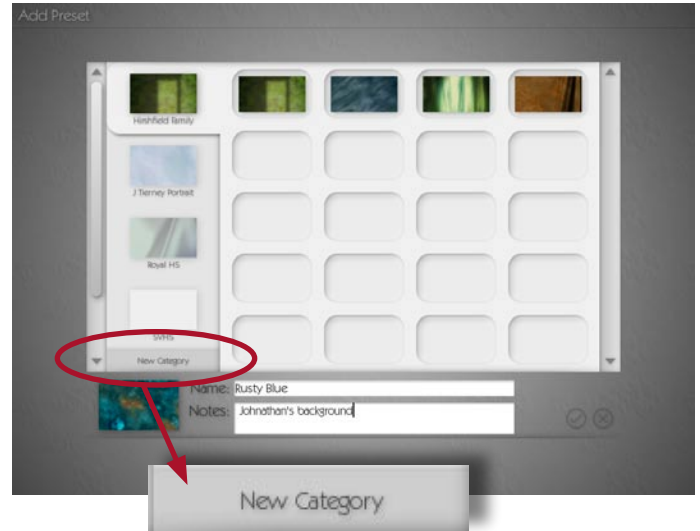 Add Preset
Hirshfield Family
J Tierney Portrait
Royal HS
SVHS
New Category
Name: Rusty Blue
Notes: Johnathan's background
New Category